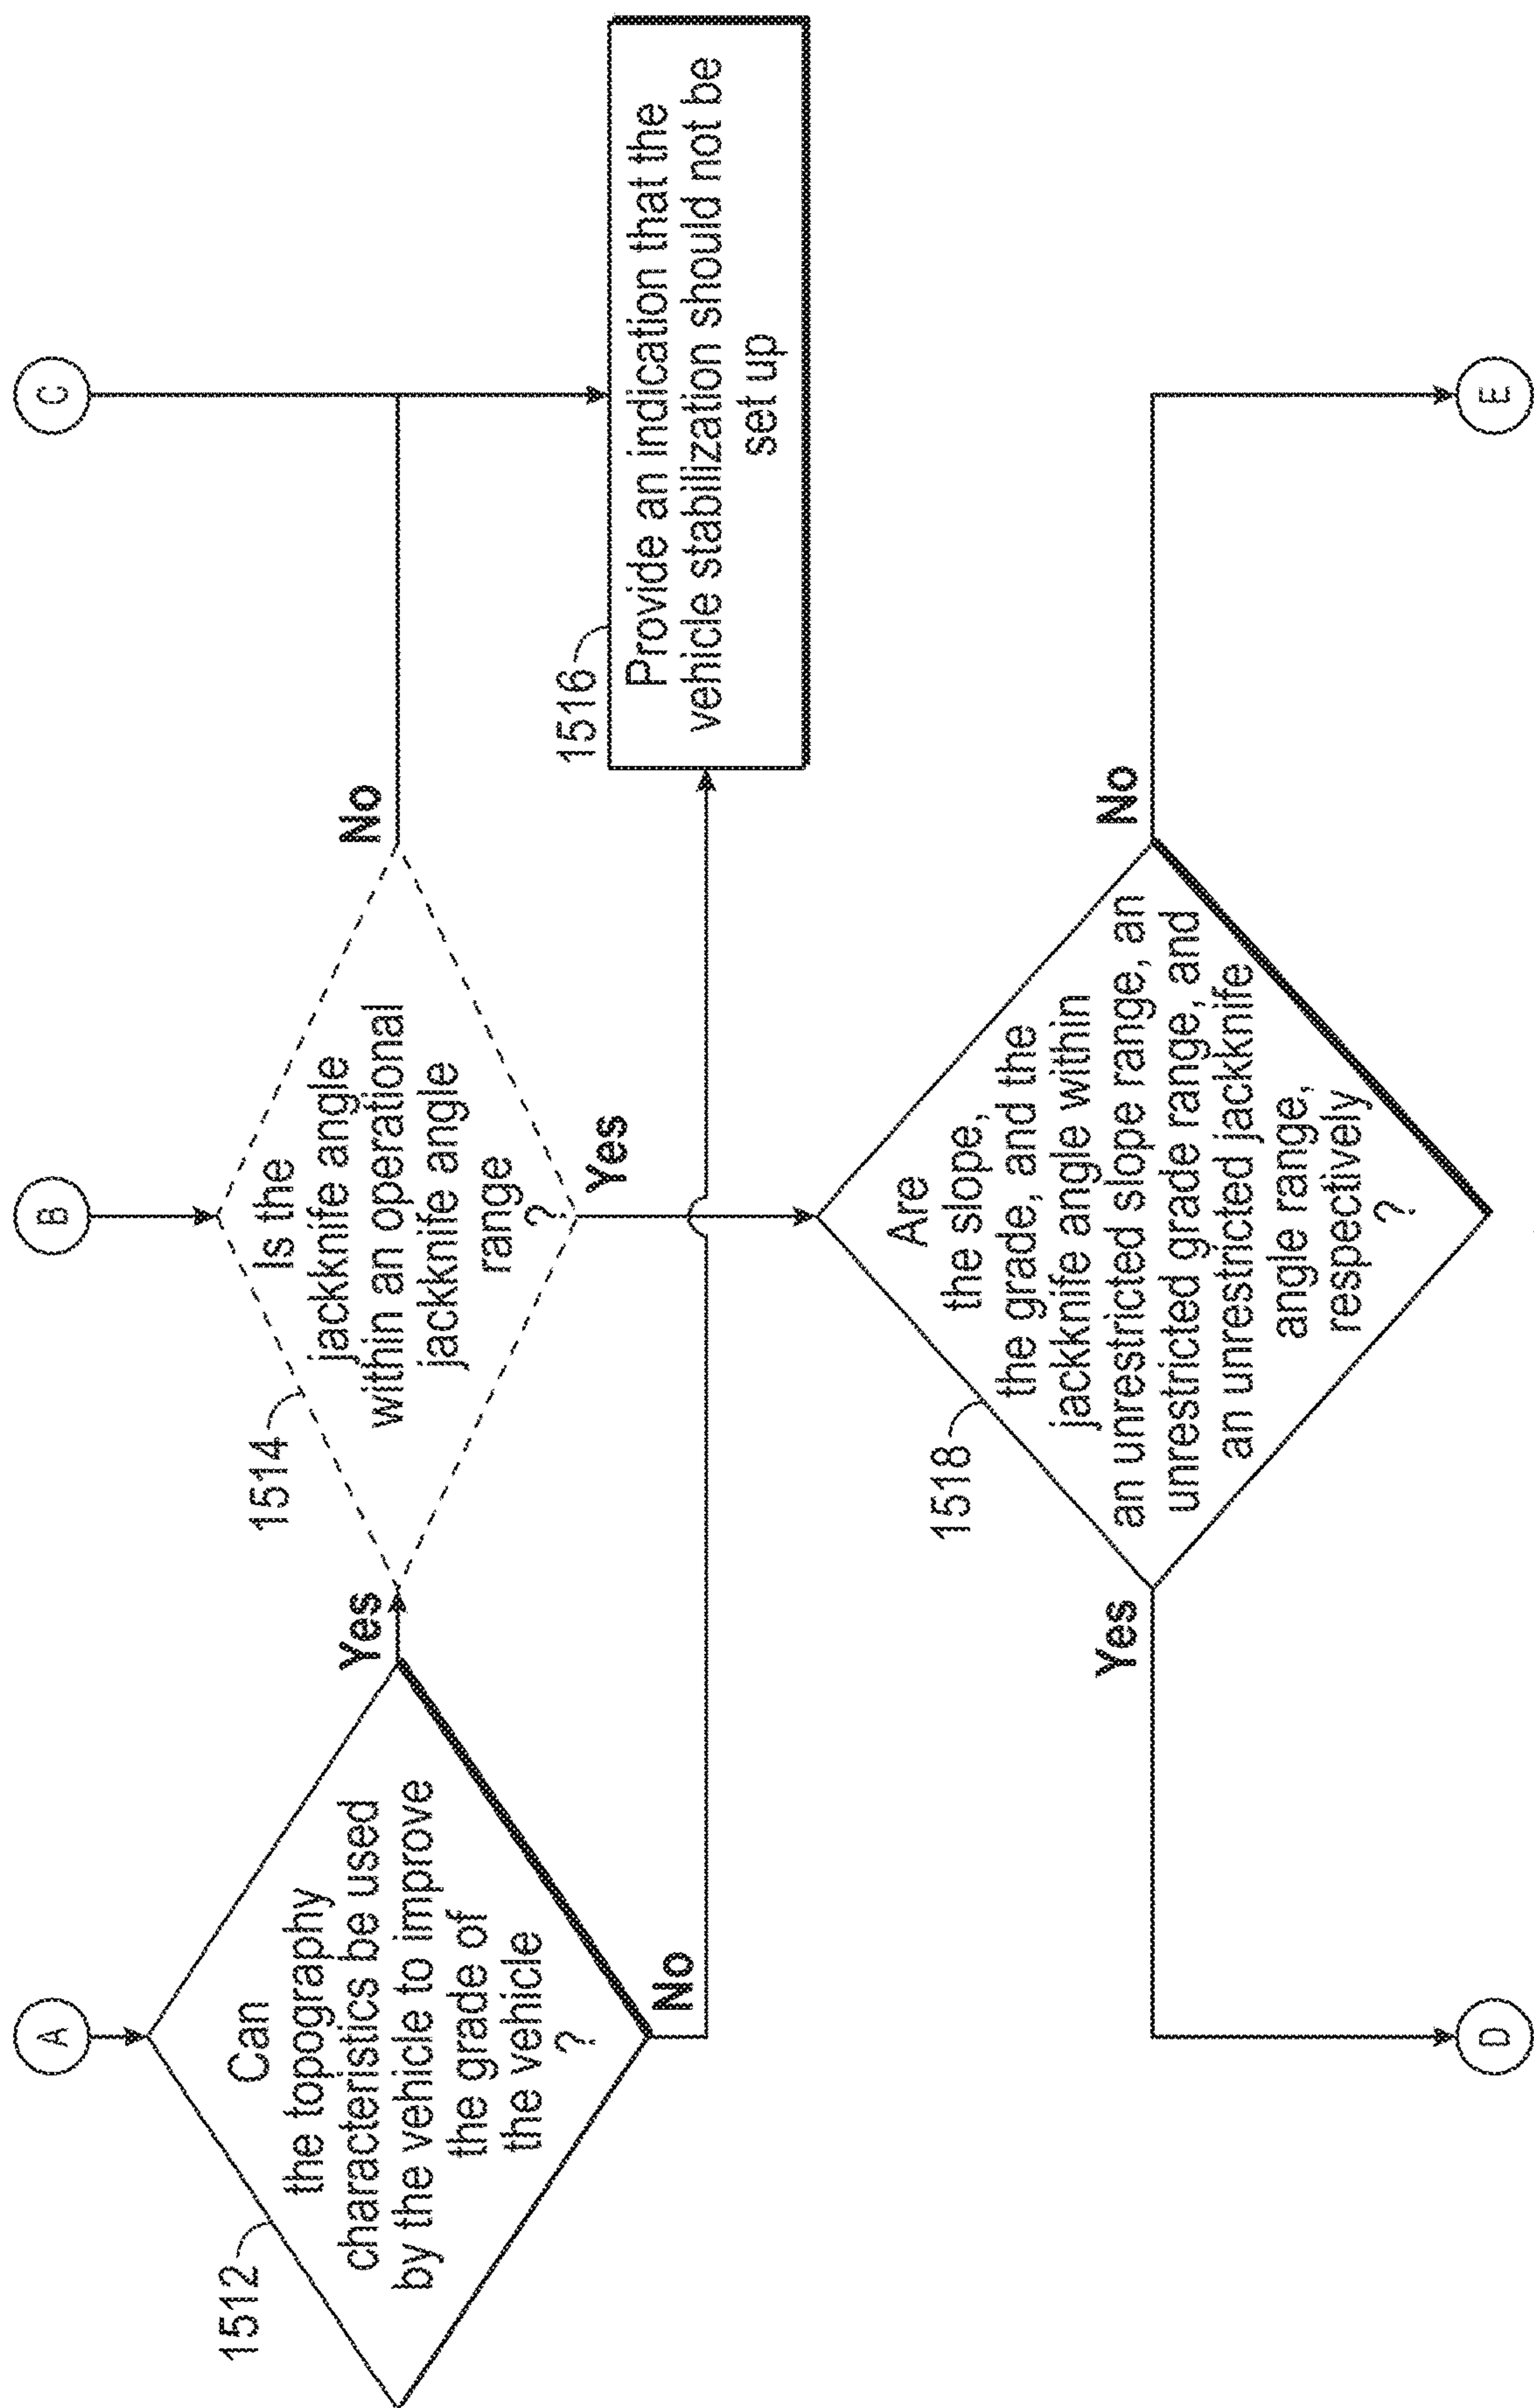 A
B
C
1512
Can
the topography
characteristics be used
by the vehicle to improve
the grade of
the vehicle
?
Yes
No
1514
Is the
jackknife angle
within an operational
jackknife angle
range
?
No
Yes
1516
Provide an indication that the
vehicle stabilization should not be
set up
1518
Are
the slope,
the grade, and the
jackknife angle within
an unrestricted slope range, an
unrestricted grade range, and
an unrestricted jackknife
angle range,
respectively
?
Yes
No
D
E